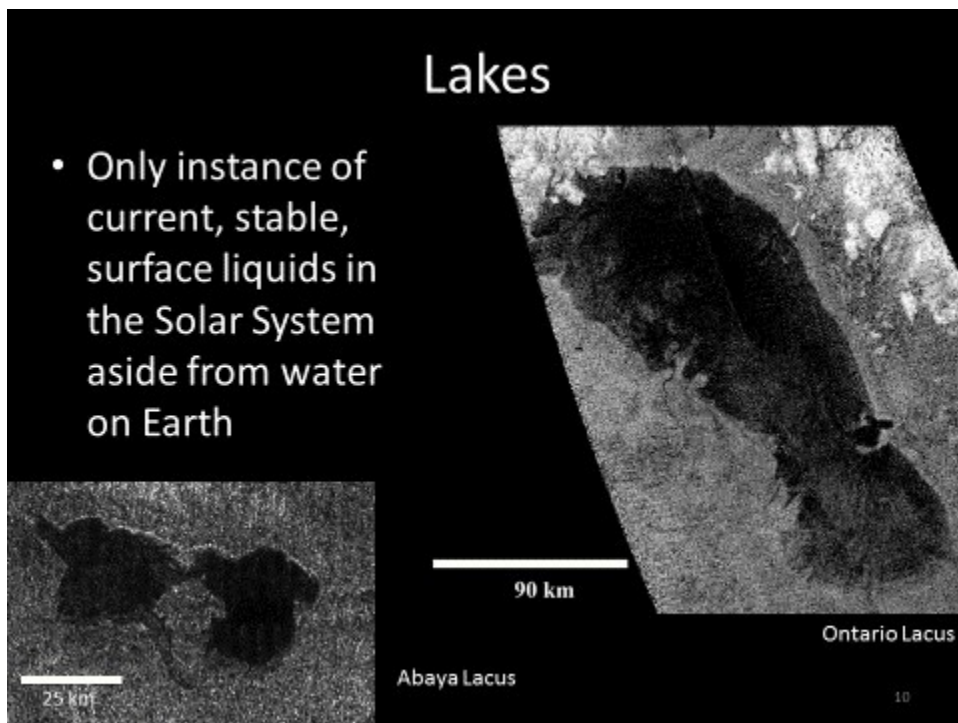 Lakes
• Only instance of
current, stable,
surface liquids in
the Solar System
aside from water
on Earth
90 km
Ontario Lacus
Abaya Lacus
25 km
10